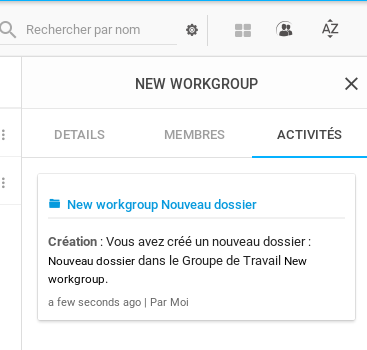 Rechercher par nom
AZ
NEW WORKGROUP
DETAILS
MEMBRES
ACTIVITÉS
New workgroup Nouveau dossier
Création : Vous avez créé un nouveau dossier :
Nouveau dossier dans le Groupe de Travail New
workgroup.
a few seconds ago | Par Moi